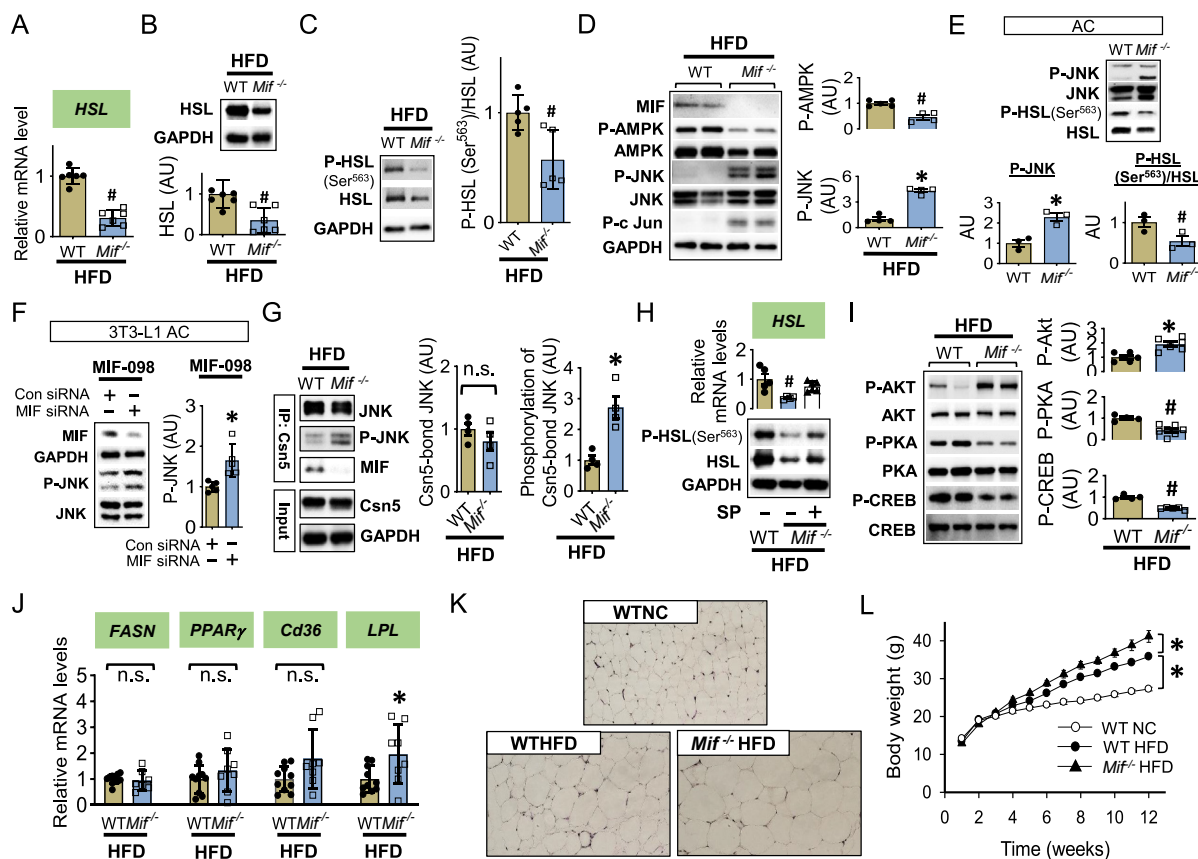 A
HSL
Relative mRNA level
2
1
0
#
WT Mif-/-
HFD
B
HFD
WT Mif -/-
HSL
GAPDH
HSL (AU)
2
1
0
#
WT Mif-/-
HFD
C
HFD
WT Mif -/-
P-HSL
(Ser563)
HSL
GAPDH
P-HSL (Ser563)/HSL (AU)
1
0
#
WT
Mif-/-
HFD
D
HFD
WT Mif -/-
MIF
P-AMPK
AMPK
P-JNK
JNK
P-c Jun
GAPDH
P-AMPK
(AU)
2
1
0
#
P-JNK
(AU)
6
4
2
0
*
WT Mif-/-
HFD
E
AC
WT Mif -/-
P-JNK
JNK
P-HSL(Ser563)
HSL
P-JNK
AU
3
2
1
0
*
WT Mif-/-
P-HSL
(Ser563)/HSL
AU
2
1
0
#
WT Mif-/-
F
3T3-L1 AC
MIF-098
Con siRNA + −
MIF siRNA − +
MIF
GAPDH
P-JNK
JNK
MIF-098
P-JNK (AU)
3
2
1
0
*
Con siRNA + −
MIF siRNA − +
G
HFD
WT Mif -/-
IP: Csn5
JNK
P-JNK
MIF
Input
Csn5
GAPDH
Csn5-bond JNK (AU)
2
1
0
n.s.
WT
Mif-/-
HFD
Phosphorylation of
Csn5-bond JNK (AU)
4
3
2
1
0
*
WT
Mif-/-
HFD
H
HSL
Relative
mRNA levels
2
1
0
#
P-HSL(Ser563)
HSL
GAPDH
SP − − +
WT Mif-/-
HFD
I
HFD
WT Mif -/-
P-AKT
AKT
P-PKA
PKA
P-CREB
CREB
P-Akt
(AU)
3
2
1
0
*
P-PKA
(AU)
2
1
0
#
P-CREB
(AU)
2
1
0
#
WT Mif-/-
HFD
J
FASN PPARγ Cd36 LPL
Relative mRNA levels
5
4
3
2
1
0
n.s. n.s. n.s. *
WT Mif-/- WT Mif-/- WT Mif-/- WT Mif-/-
HFD HFD HFD HFD
K
WTNC
WTHFD
Mif -/- HFD
L
Body weight (g)
40
30
20
10
0
*
*
WT NC
WT HFD
Mif-/- HFD
0 2 4 6 8 10 12
Time (weeks)